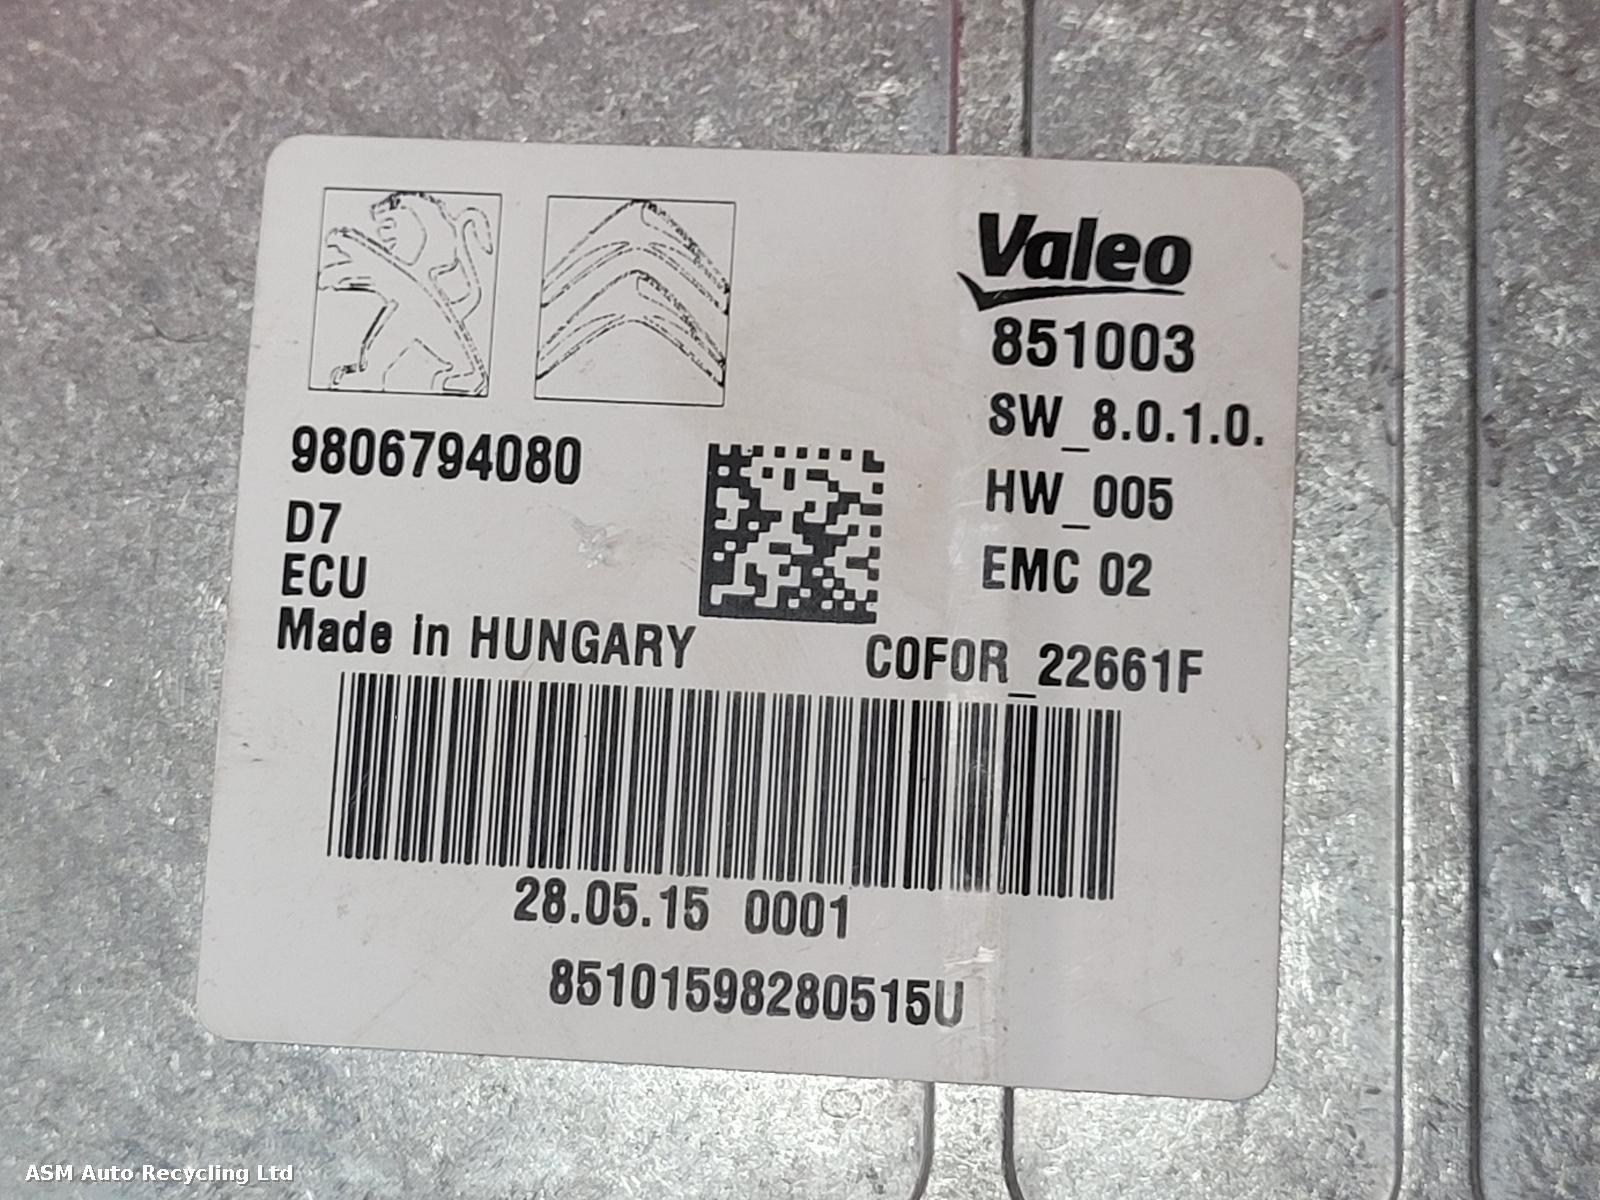 Valeo
851003
SW_8.0.1.0.
HW_005
EMC 02
9806794080
D7
ECU
Made in HUNGARY
COFOR_22661F
28.05.15 0001
85101598280515U
ASM Auto Recycling Ltd